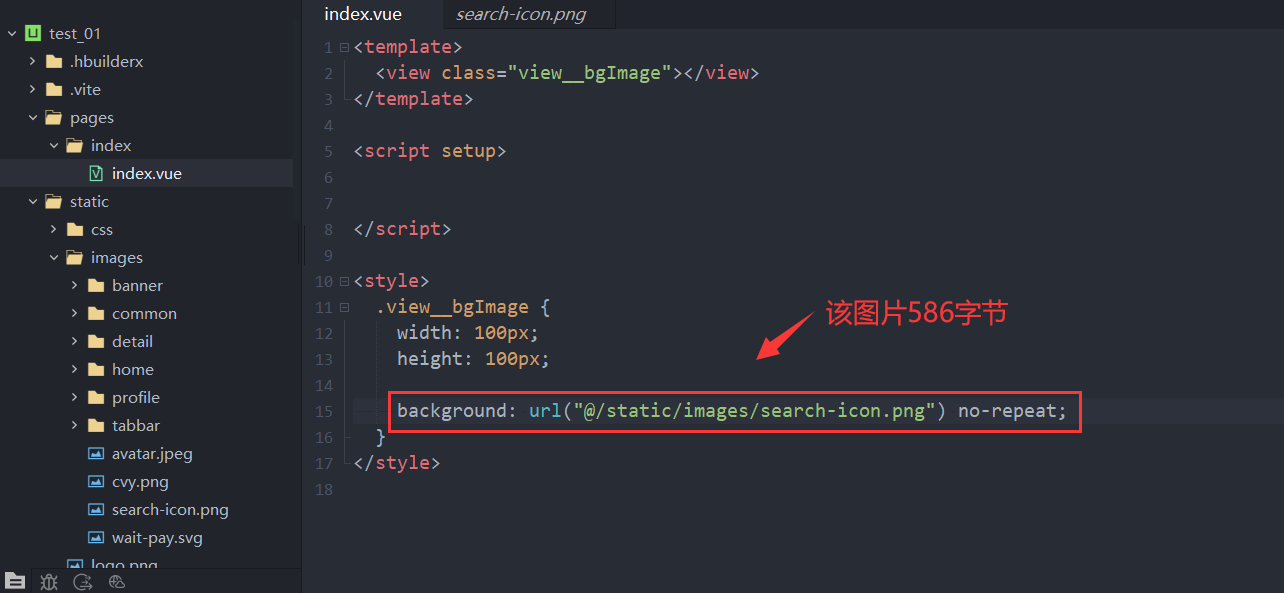 test_01
.hbuilderx
.vite
pages
index
index.vue
static
css
images
banner
common
detail
home
profile
tabbar
avatar.jpeg
cvy.png
search-icon.png
wait-pay.svg
logo.png
index.vue search-icon.png
1 <template>
2 <view class="view__bgImage"></view>
3 </template>
4
5 <script setup>
6
7
8 </script>
9
10 <style>
11 .view__bgImage {
12 width: 100px;
13 height: 100px;
14
15 background: url("@/static/images/search-icon.png") no-repeat;
16 }
17 </style>
18
该图片586字节